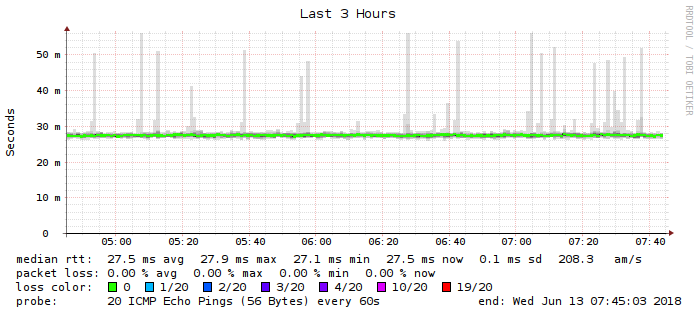 Last 3 Hours
RRDTOOL / TOBI OETIKER
Seconds
50 m
40 m
30 m
20 m
10 m
0
05:00 05:20 05:40 06:00 06:20 06:40 07:00 07:20 07:40
median rtt: 27.5 ms avg 27.9 ms max 27.1 ms min 27.5 ms now 0.1 ms sd 208.3 am/s
packet loss: 0.00 % avg 0.00 % max 0.00 % min 0.00 % now
loss color: 0 1/20 2/20 3/20 4/20 10/20 19/20
probe: 20 ICMP Echo Pings (56 Bytes) every 60s end: Wed Jun 13 07:45:03 2018